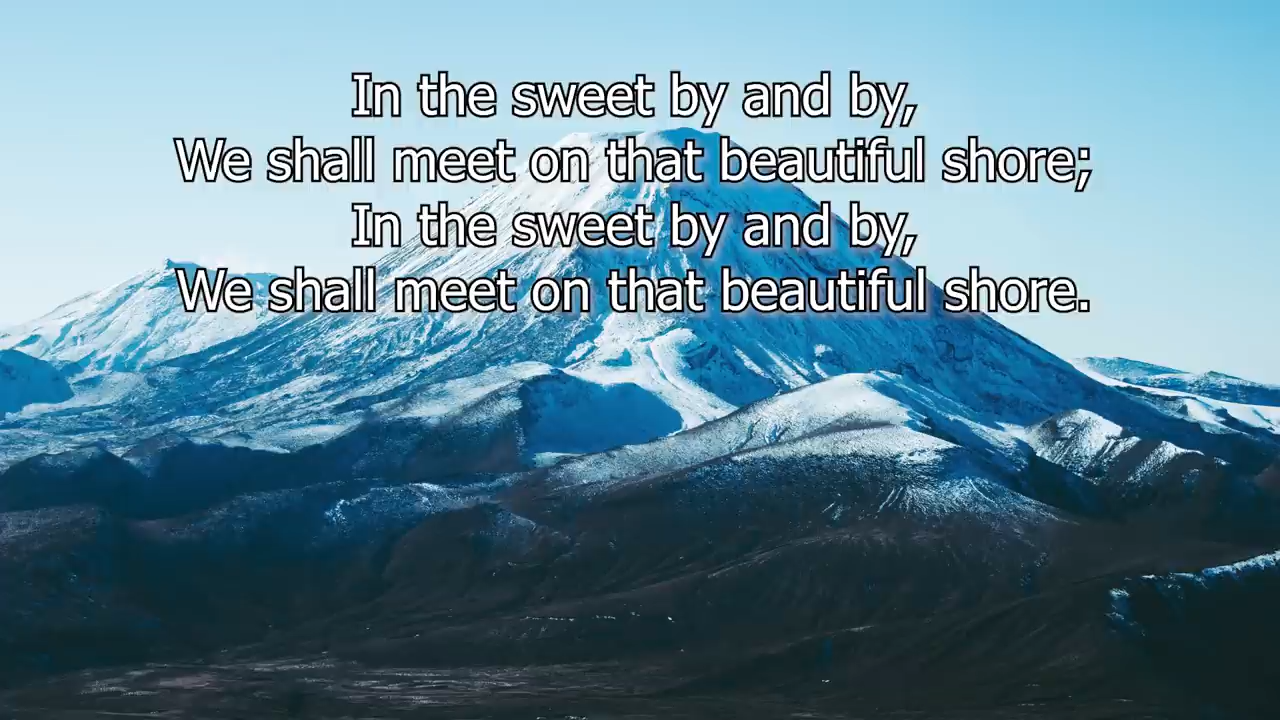 In the sweet by and by,
We shall meet on that beautiful shore;
In the sweet by and by,
We shall meet on that beautiful shore.